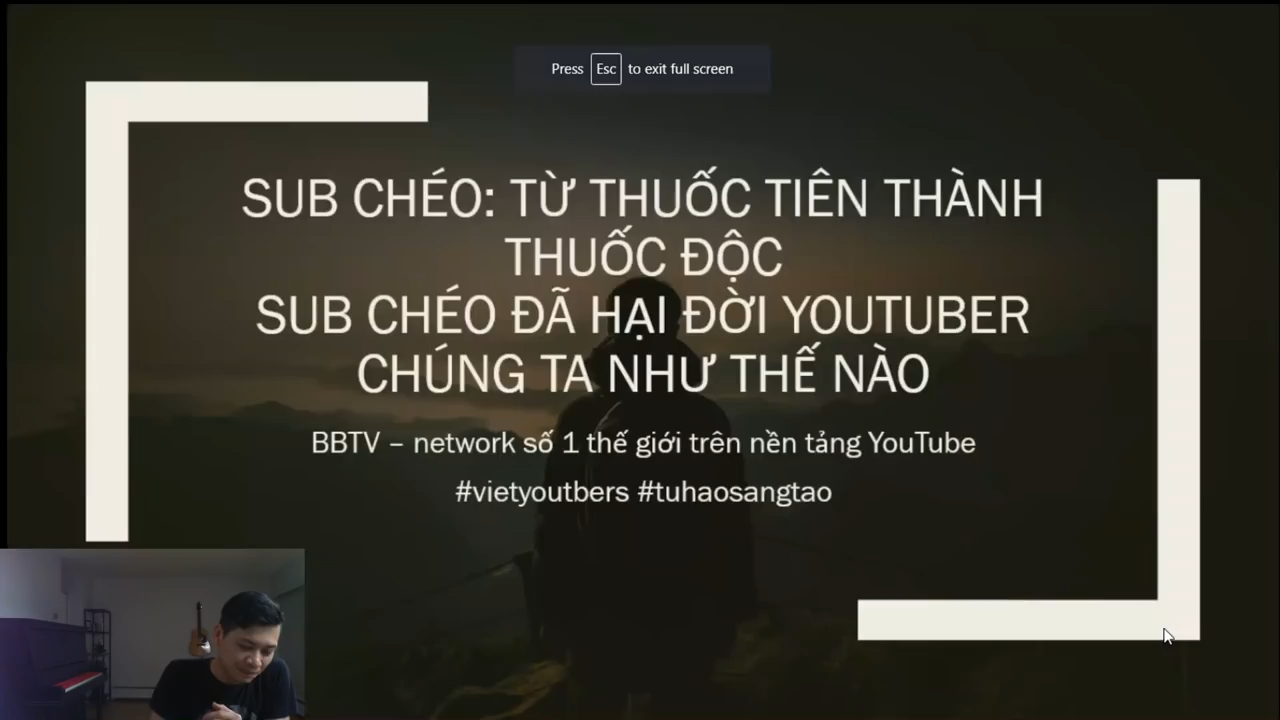 Press Esc to exit full screen
SUB CHÉO: TỪ THUỐC TIÊN THÀNH
THUỐC ĐỘC
SUB CHÉO ĐÃ HẠI ĐỜI YOUTUBER
CHÚNG TA NHƯ THẾ NÀO
BBTV – network số 1 thế giới trên nền tảng YouTube
#vietyoutbers #tuhaosangtao